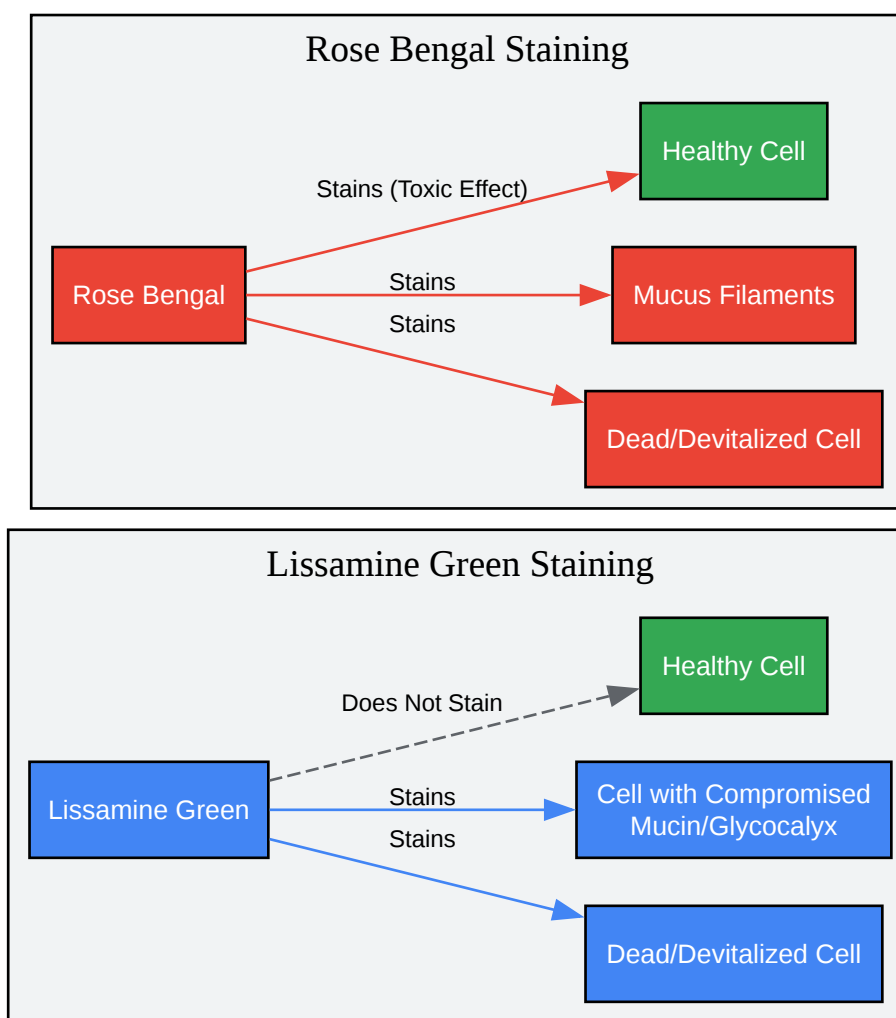 Rose Bengal Staining
Healthy Cell
Stains (Toxic Effect)
Rose Bengal
Stains
Mucus Filaments
Stains
Dead/Devitalized Cell
Lissamine Green Staining
Healthy Cell
Does Not Stain
Lissamine Green
Stains
Cell with Compromised
Mucin/Glycocalyx
Stains
Dead/Devitalized Cell